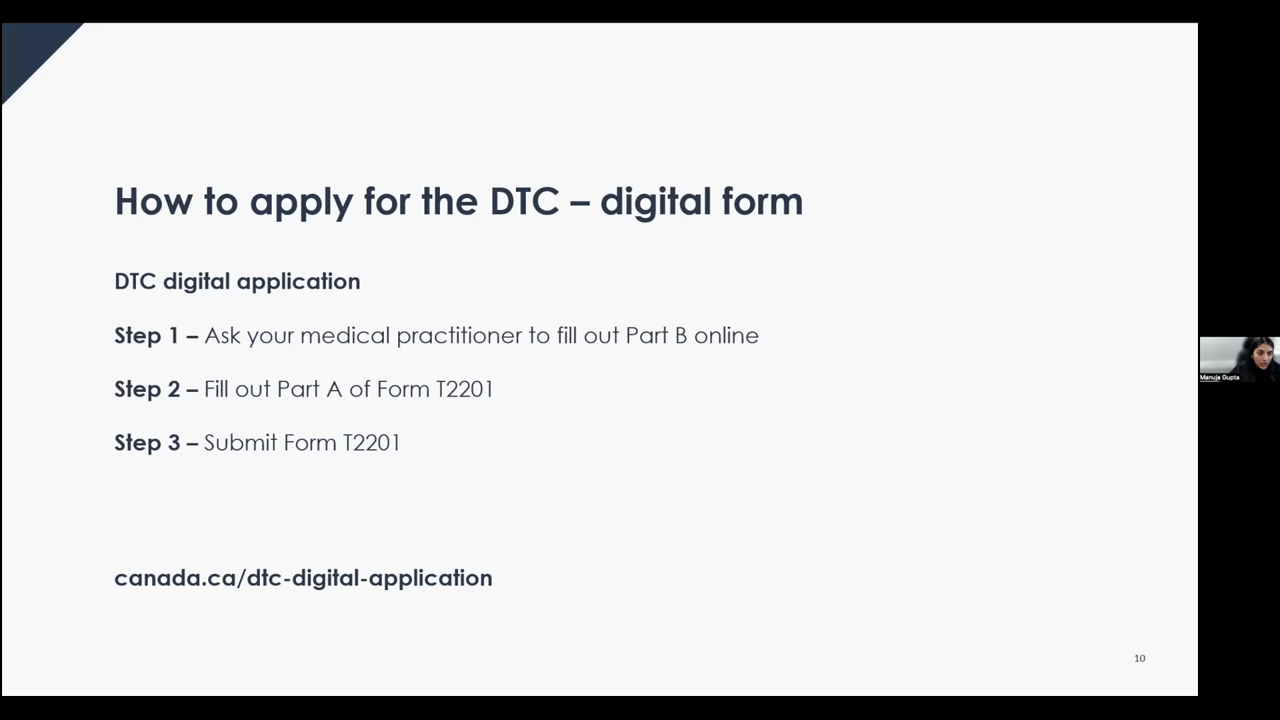 How to apply for the DTC – digital form
DTC digital application
Step 1 – Ask your medical practitioner to fill out Part B online
Step 2 – Fill out Part A of Form T2201
Step 3 – Submit Form T2201
Manuja Gupta
canada.ca/dtc-digital-application
10